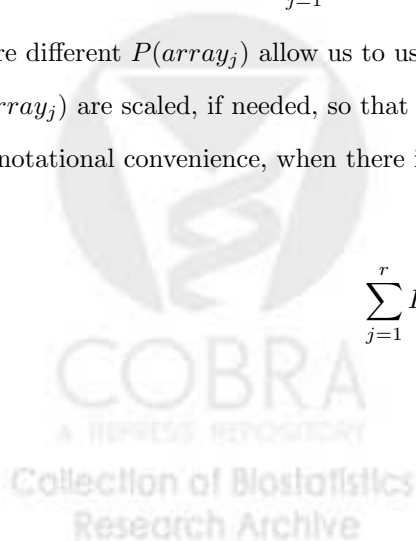 j=1
re different P(array_j) allow us to us
rray_j) are scaled, if needed, so that
notational convenience, when there i
r
∑
j=1
COBRA
A BEPRESS REPOSITORY
Collection of Biostatistics
Research Archive